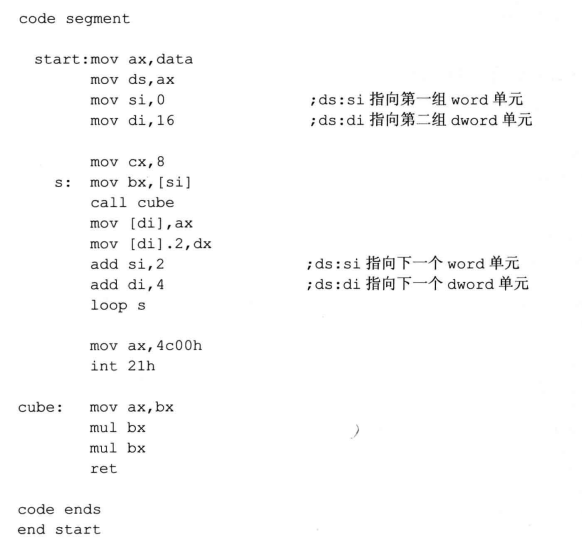 code segment
start:mov ax,data
mov ds,ax
mov si,0 ;ds:si 指向第一组 word 单元
mov di,16 ;ds:di 指向第二组 dword 单元
mov cx,8
s: mov bx,[si]
call cube
mov [di],ax
mov [di].2,dx
add si,2 ;ds:si 指向下一个 word 单元
add di,4 ;ds:di 指向下一个 dword 单元
loop s
mov ax,4c00h
int 21h
cube: mov ax,bx
mul bx
mul bx
ret
code ends
end start